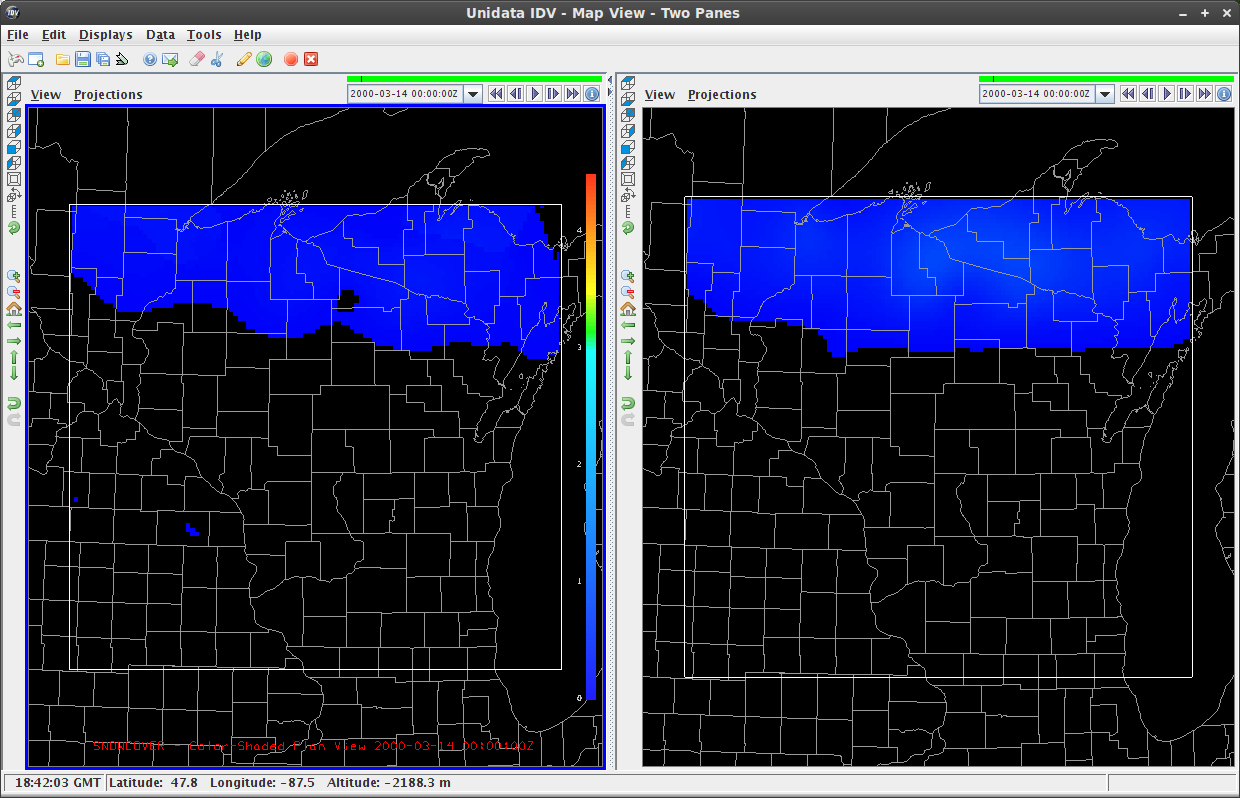 IDV Unidata IDV - Map View - Two Panes
File Edit Displays Data Tools Help
View Projections 2000-03-14 00:00:00Z
View Projections 2000-03-14 00:00:00Z
4
3
2
1
0
- Color-Shaded Plan View 2000-03-14 00:00:00Z
18:42:03 GMT Latitude: 47.8 Longitude: -87.5 Altitude: -2188.3 m